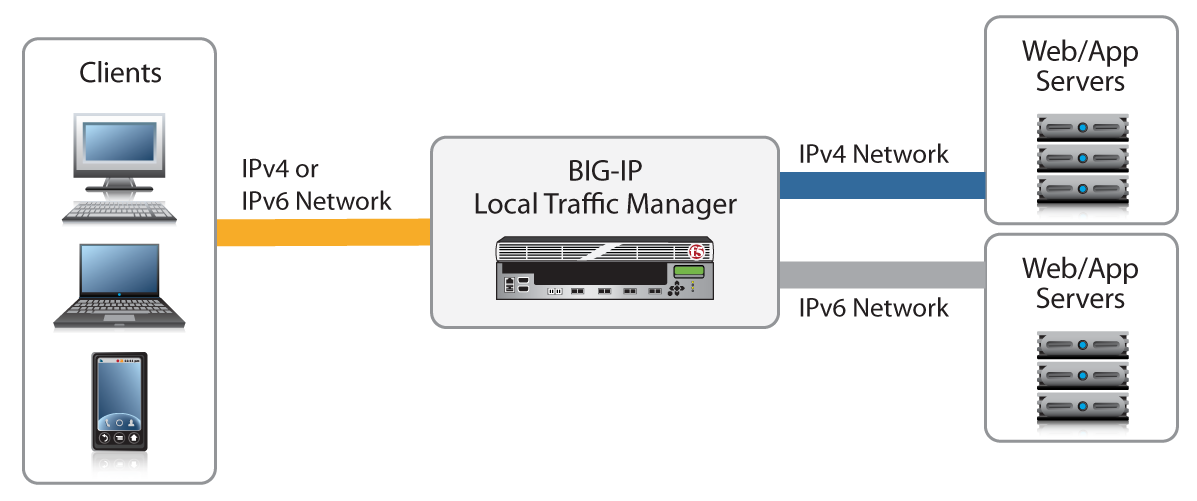 Clients
IPv4 or
IPv6 Network
BIG-IP
Local Traffic Manager
f5
IPv4 Network
Web/App
Servers
IPv6 Network
Web/App
Servers